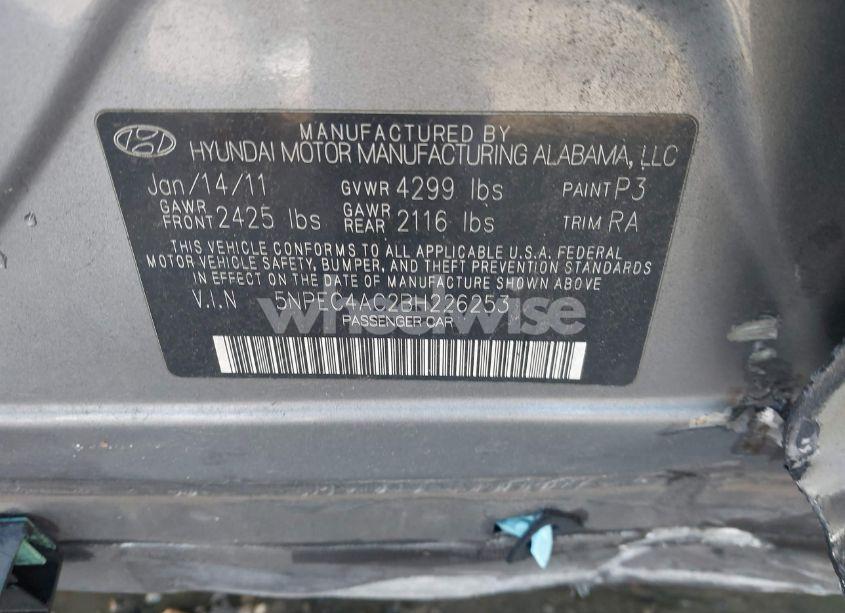 MANUFACTURED BY
HYUNDAI MOTOR MANUFACTURING ALABAMA, LLC
Jan/14/11 GVWR 4299 lbs PAINT P3
GAWR FRONT 2425 lbs GAWR REAR 2116 lbs TRIM RA
THIS VEHICLE CONFORMS TO ALL APPLICABLE U.S.A. FEDERAL
MOTOR VEHICLE SAFETY, BUMPER, AND THEFT PREVENTION STANDARDS
IN EFFECT ON THE DATE OF MANUFACTURE SHOWN ABOVE
V.I.N 5NPEC4AC2BH226253
wheelwise
PASSENGER CAR